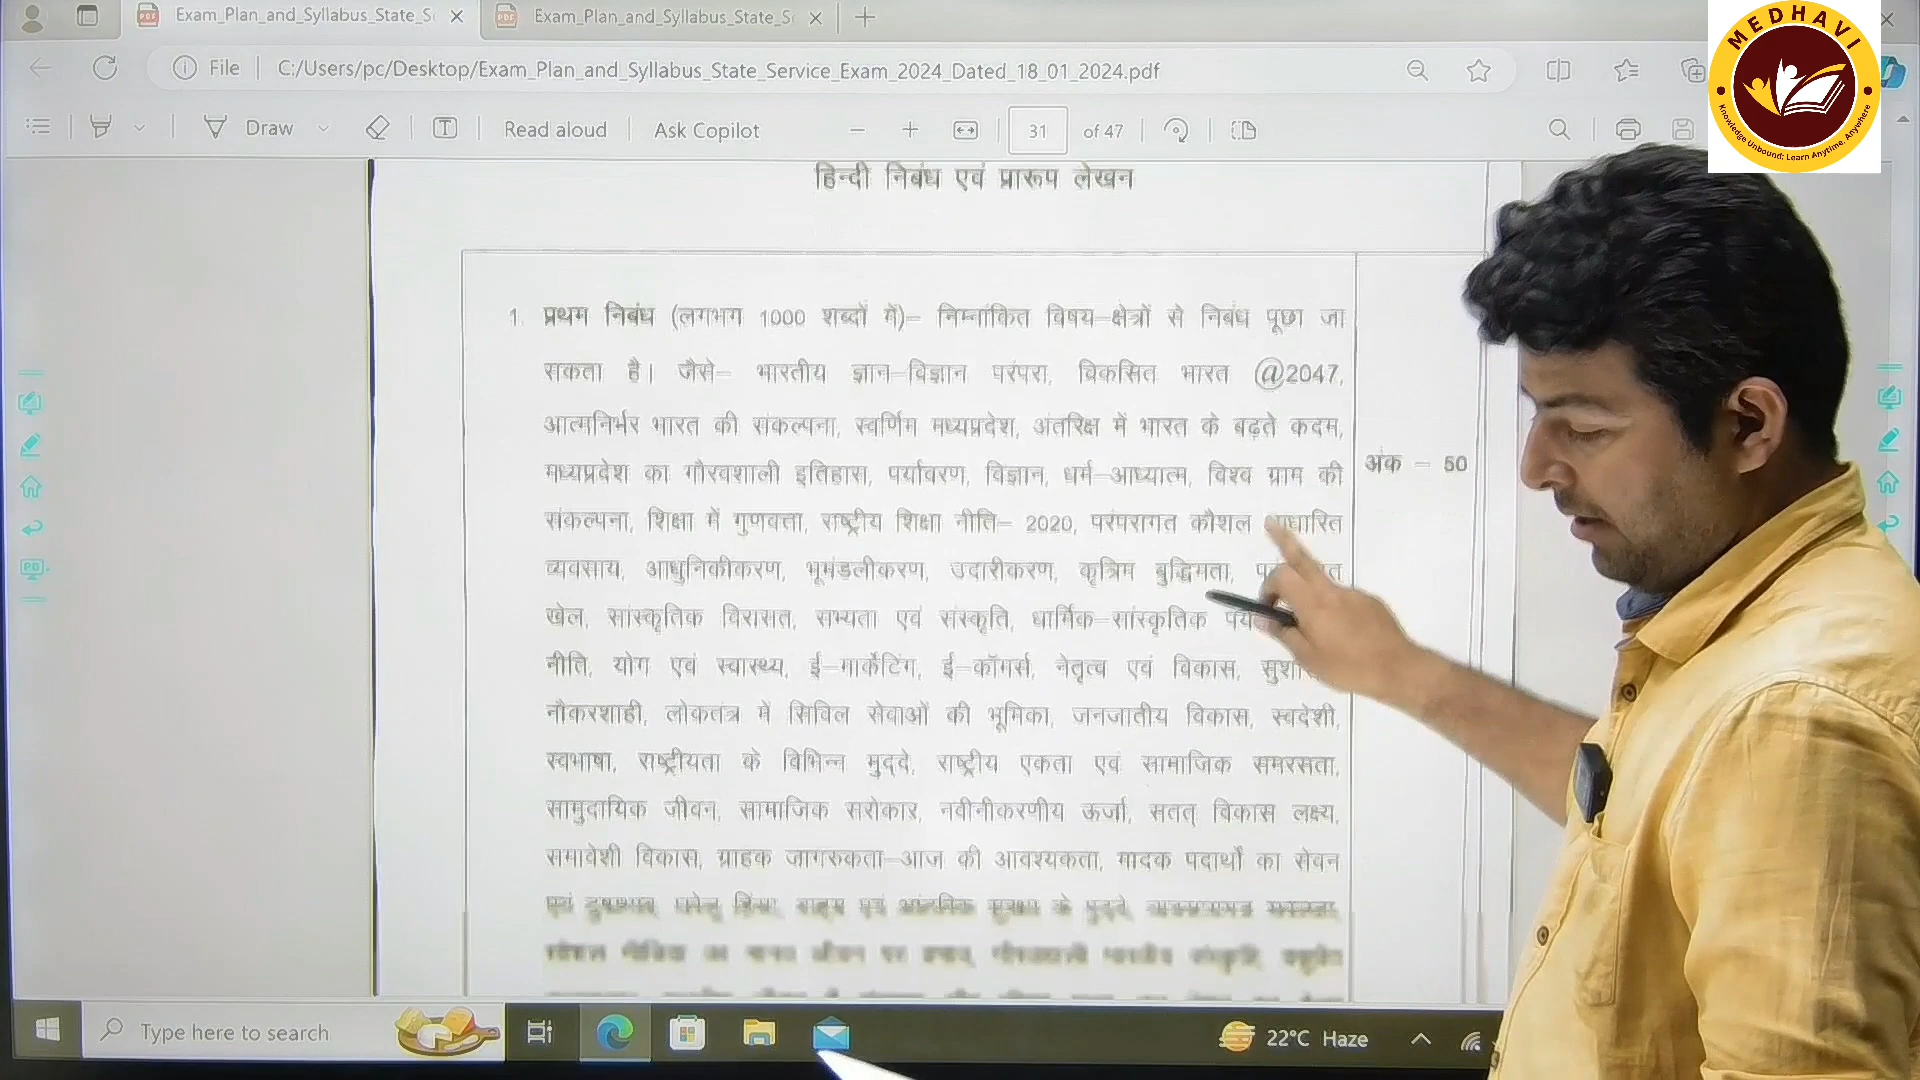 Exam_Plan_and_Syllabus_State_S
Exam_Plan_and_Syllabus_State_S
File
C:/Users/pc/Desktop/Exam_Plan_and_Syllabus_State_Service_Exam_2024_Dated_18_01_2024.pdf
Draw
Read aloud
Ask Copilot
31 of 47
MEDHAVI
Knowledge Unbound: Learn Anytime, Anywhere
हिन्दी निबंध एवं प्रारूप लेखन
1. प्रथम निबंध (लगभग 1000 शब्दों में)– निम्नांकित विषय–क्षेत्रों से निबंध पूछा जा
सकता है। जैसे– भारतीय ज्ञान–विज्ञान परंपरा, विकसित भारत @2047,
आत्मनिर्भर भारत की संकल्पना, स्वर्णिम मध्यप्रदेश, अंतरिक्ष में भारत के बढ़ते कदम,
मध्यप्रदेश का गौरवशाली इतिहास, पर्यावरण, विज्ञान, धर्म–आध्यात्म, विश्व ग्राम की
अंक – 50
संकल्पना, शिक्षा में गुणवत्ता, राष्ट्रीय शिक्षा नीति– 2020, परंपरागत कौशल
व्यवसाय, आधुनिकीकरण, भूमंडलीकरण, उदारीकरण, कृत्रिम बुद्धिमता,
खेल, सांस्कृतिक विरासत, सभ्यता एवं संस्कृति, धार्मिक–सांस्कृतिक
नीति, योग एवं स्वास्थ्य, ई–मार्केटिंग, ई–कॉमर्स, नेतृत्व एवं विकास,
नौकरशाही, लोकतंत्र में सिविल सेवाओं की भूमिका, जनजातीय विकास, स्वदेशी,
स्वभाषा, राष्ट्रीयता के विभिन्न मुद्दे, राष्ट्रीय एकता एवं सामाजिक समरसता,
सामुदायिक जीवन, सामाजिक सरोकार, नवीनीकरणीय ऊर्जा, सतत् विकास लक्ष्य,
समावेशी विकास, ग्राहक जागरुकता–आज की आवश्यकता, मादक पदार्थों का सेवन
Type here to search
22°C Haze